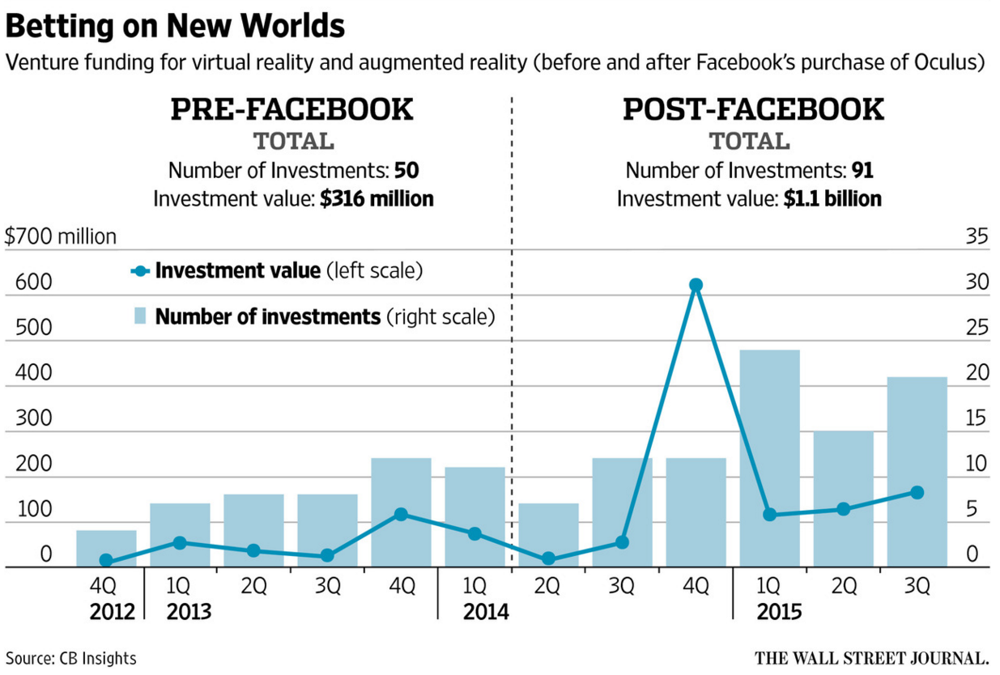 Betting on New Worlds
Venture funding for virtual reality and augmented reality (before and after Facebook’s purchase of Oculus)
PRE-FACEBOOK
TOTAL
Number of Investments: 50
Investment value: $316 million
POST-FACEBOOK
TOTAL
Number of Investments: 91
Investment value: $1.1 billion
$700 million 35
Investment value (left scale)
600 30
Number of investments (right scale)
500 25
400 20
300 15
200 10
100 5
0 0
4Q 1Q 2Q 3Q 4Q 1Q 2Q 3Q 4Q 1Q 2Q 3Q
2012 2013 2014 2015
Source: CB Insights
THE WALL STREET JOURNAL.